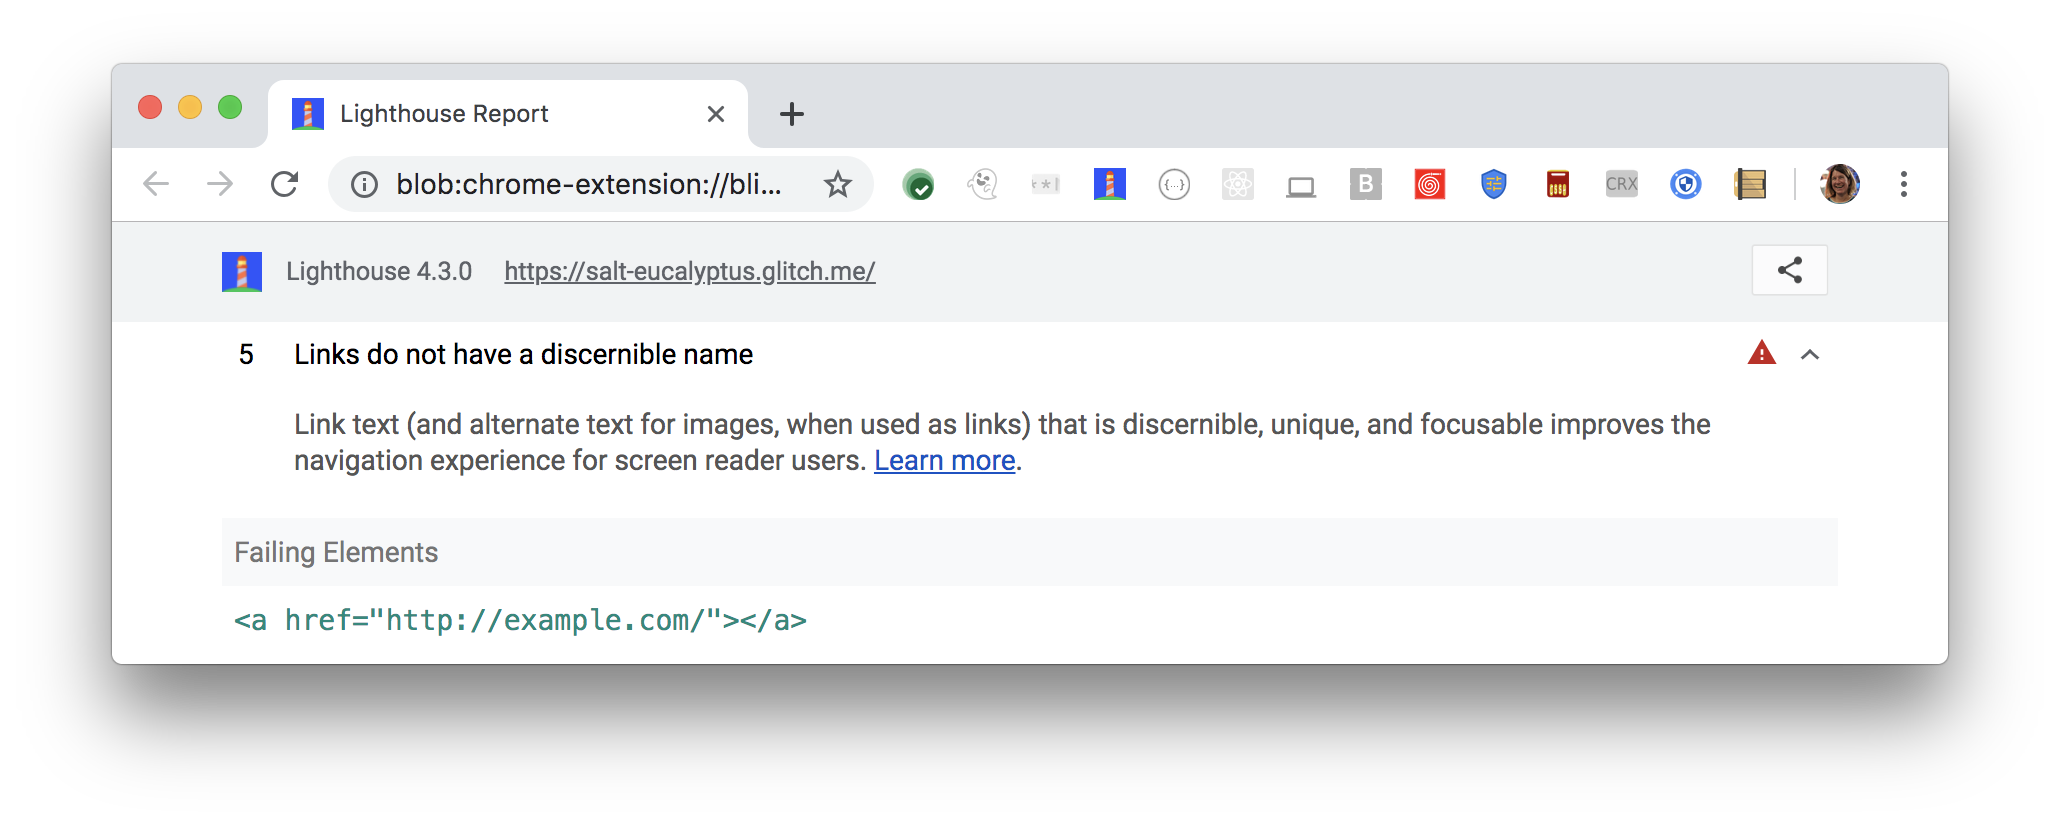 Lighthouse Report
blob:chrome-extension://bli...
{...}
B
CRX
Lighthouse 4.3.0 https://salt-eucalyptus.glitch.me/
5 Links do not have a discernible name
Link text (and alternate text for images, when used as links) that is discernible, unique, and focusable improves the
navigation experience for screen reader users. Learn more.
Failing Elements
<a href="http://example.com/"></a>